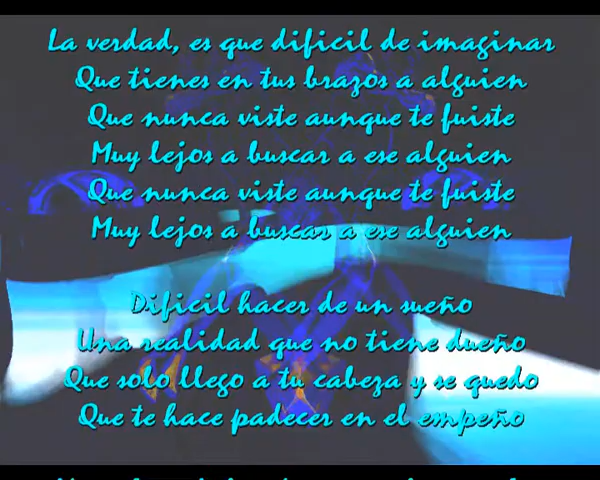 La verdad, es que dificil de imaginar
Que tienes en tus brazos a alguien
Que nunca viste aunque te fuiste
Muy lejos a buscar a ese alguien
Que nunca viste aunque te fuiste
Muy lejos a buscar a ese alguien
Dificil hacer de un sueño
Una realidad que no tiene dueño
Que solo llego a tu cabeza y se quedo
Que te hace padecer en el empeño